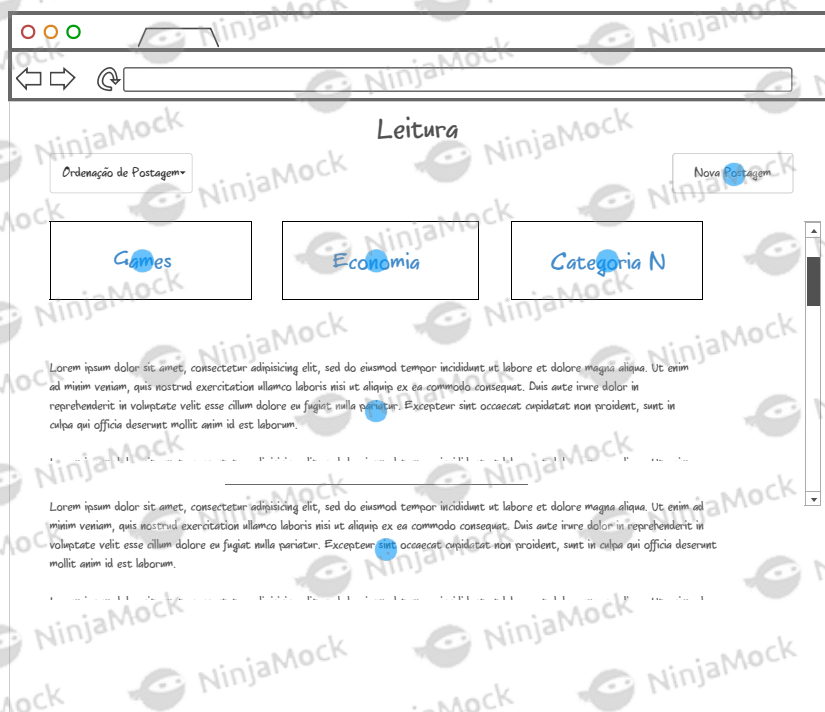 Leitura
Ordenação de Postagem
Nova Postagem
Games
Economia
Categoria N
Lorem ipsum dolor sit amet, consectetur adipisicing elit, sed do eiusmod tempor incididunt ut labore et dolore magna aliqua. Ut enim
ad minim veniam, quis nostrud exercitation ullamco laboris nisi ut aliquip ex ea commodo consequat. Duis aute irure dolor in
reprehenderit in voluptate velit esse cillum dolore eu fugiat nulla pariatur. Excepteur sint occaecat cupidatat non proident, sunt in
culpa qui officia deserunt mollit anim id est laborum.
Lorem ipsum dolor sit amet, consectetur adipisicing elit, sed do eiusmod tempor incididunt ut labore et dolore magna aliqua. Ut enim ad
minim veniam, quis nostrud exercitation ullamco laboris nisi ut aliquip ex ea commodo consequat. Duis aute irure dolor in reprehenderit in
voluptate velit esse cillum dolore eu fugiat nulla pariatur. Excepteur sint occaecat cupidatat non proident, sunt in culpa qui officia deserunt
mollit anim id est laborum.
NinjaMock